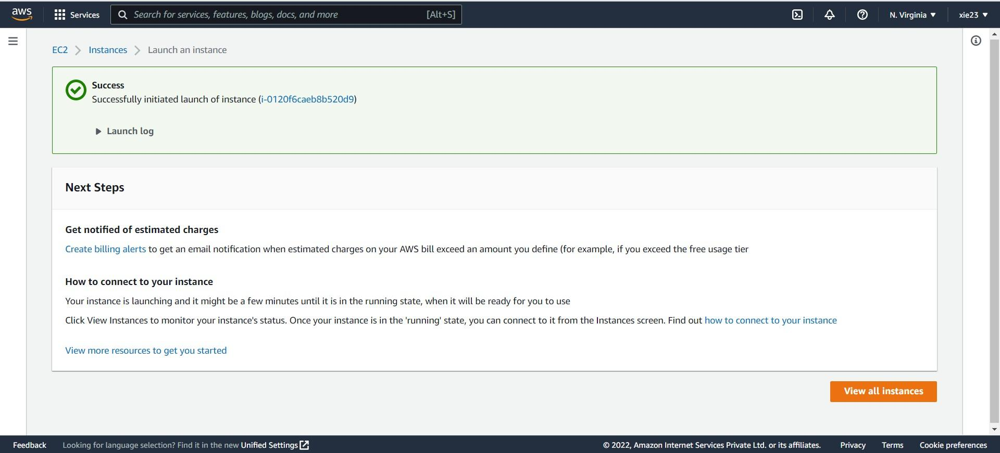 aws
Services
Search for services, features, blogs, docs, and more
[Alt+S]
N. Virginia
xie23
EC2
Instances
Launch an instance
Success
Successfully initiated launch of instance (i-0120f6caeb8b520d9)
Launch log
Next Steps
Get notified of estimated charges
Create billing alerts to get an email notification when estimated charges on your AWS bill exceed an amount you define (for example, if you exceed the free usage tier
How to connect to your instance
Your instance is launching and it might be a few minutes until it is in the running state, when it will be ready for you to use
Click View Instances to monitor your instance's status. Once your instance is in the 'running' state, you can connect to it from the Instances screen. Find out how to connect to your instance
View more resources to get you started
View all instances
Feedback
Looking for language selection? Find it in the new Unified Settings
© 2022, Amazon Internet Services Private Ltd. or its affiliates.
Privacy
Terms
Cookie preferences